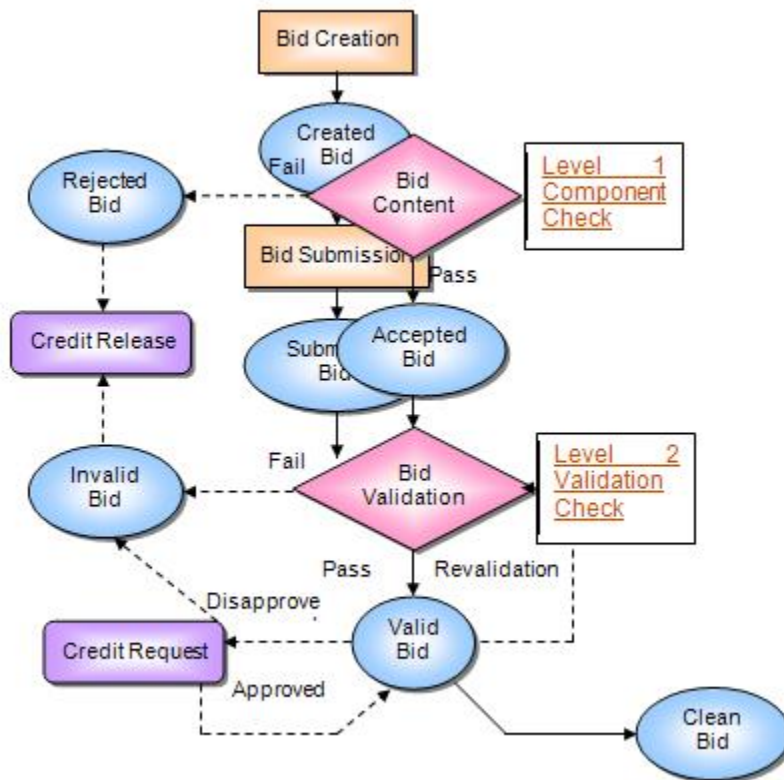 Bid Creation
Created
Bid
Fail
Rejected
Bid
Bid
Content
Level 1
Component
Check
Bid Submission
Pass
Credit Release
Bid
Accepted
Bid
Fail
Invalid
Bid
Bid
Validation
Level 2
Validation
Check
Pass
Revalidation
Disapprove
Credit Request
Valid
Bid
Approved
Clean
Bid